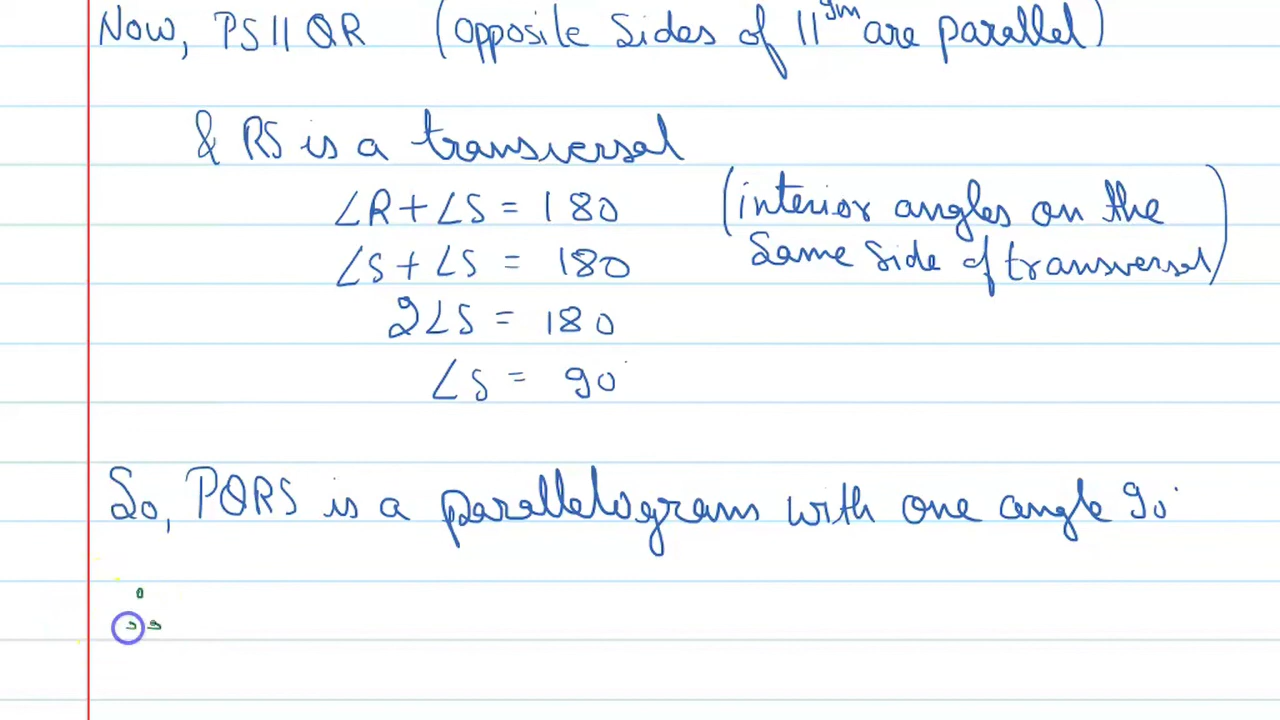 Now, PS || QR (opposite sides of ||gm are parallel)
& RS is a transversal
∠R + ∠S = 180 (interior angles on the
∠S + ∠S = 180 same side of transversal)
2∠S = 180
∠S = 90°
So, PQRS is a parallelogram with one angle 90°
∴